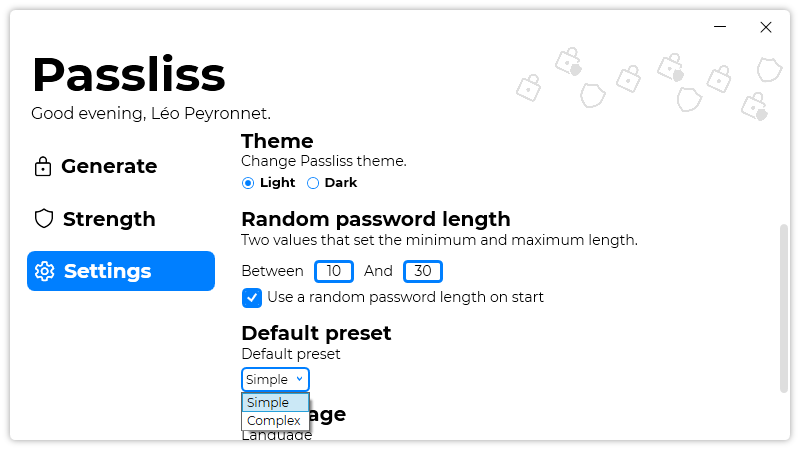 Passliss
Good evening, Léo Peyronnet.
Generate
Strength
Settings
Theme
Change Passliss theme.
Light Dark
Random password length
Two values that set the minimum and maximum length.
Between 10 And 30
Use a random password length on start
Default preset
Default preset
Simple
Simple
Complex
age
Language